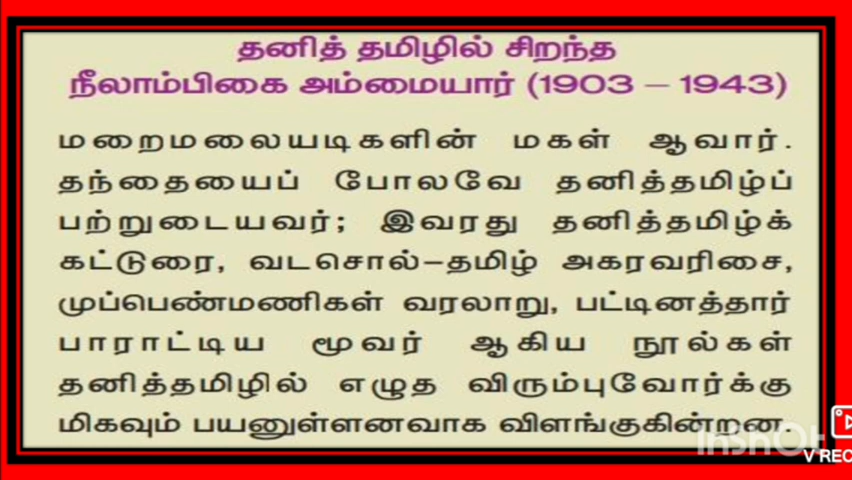 தனித் தமிழில் சிறந்த
நீலாம்பிகை அம்மையார் (1903 – 1943)
மறைமலையடிகளின் மகள் ஆவார்.
தந்தையைப் போலவே தனித்தமிழ்ப்
பற்றுடையவர்; இவரது தனித்தமிழ்க்
கட்டுரை, வடசொல்–தமிழ் அகரவரிசை,
முப்பெண்மணிகள் வரலாறு, பட்டினத்தார்
பாராட்டிய மூவர் ஆகிய நூல்கள்
தனித்தமிழில் எழுத விரும்புவோர்க்கு
மிகவும் பயனுள்ளனவாக விளங்குகின்றன.
InShOt
V REC